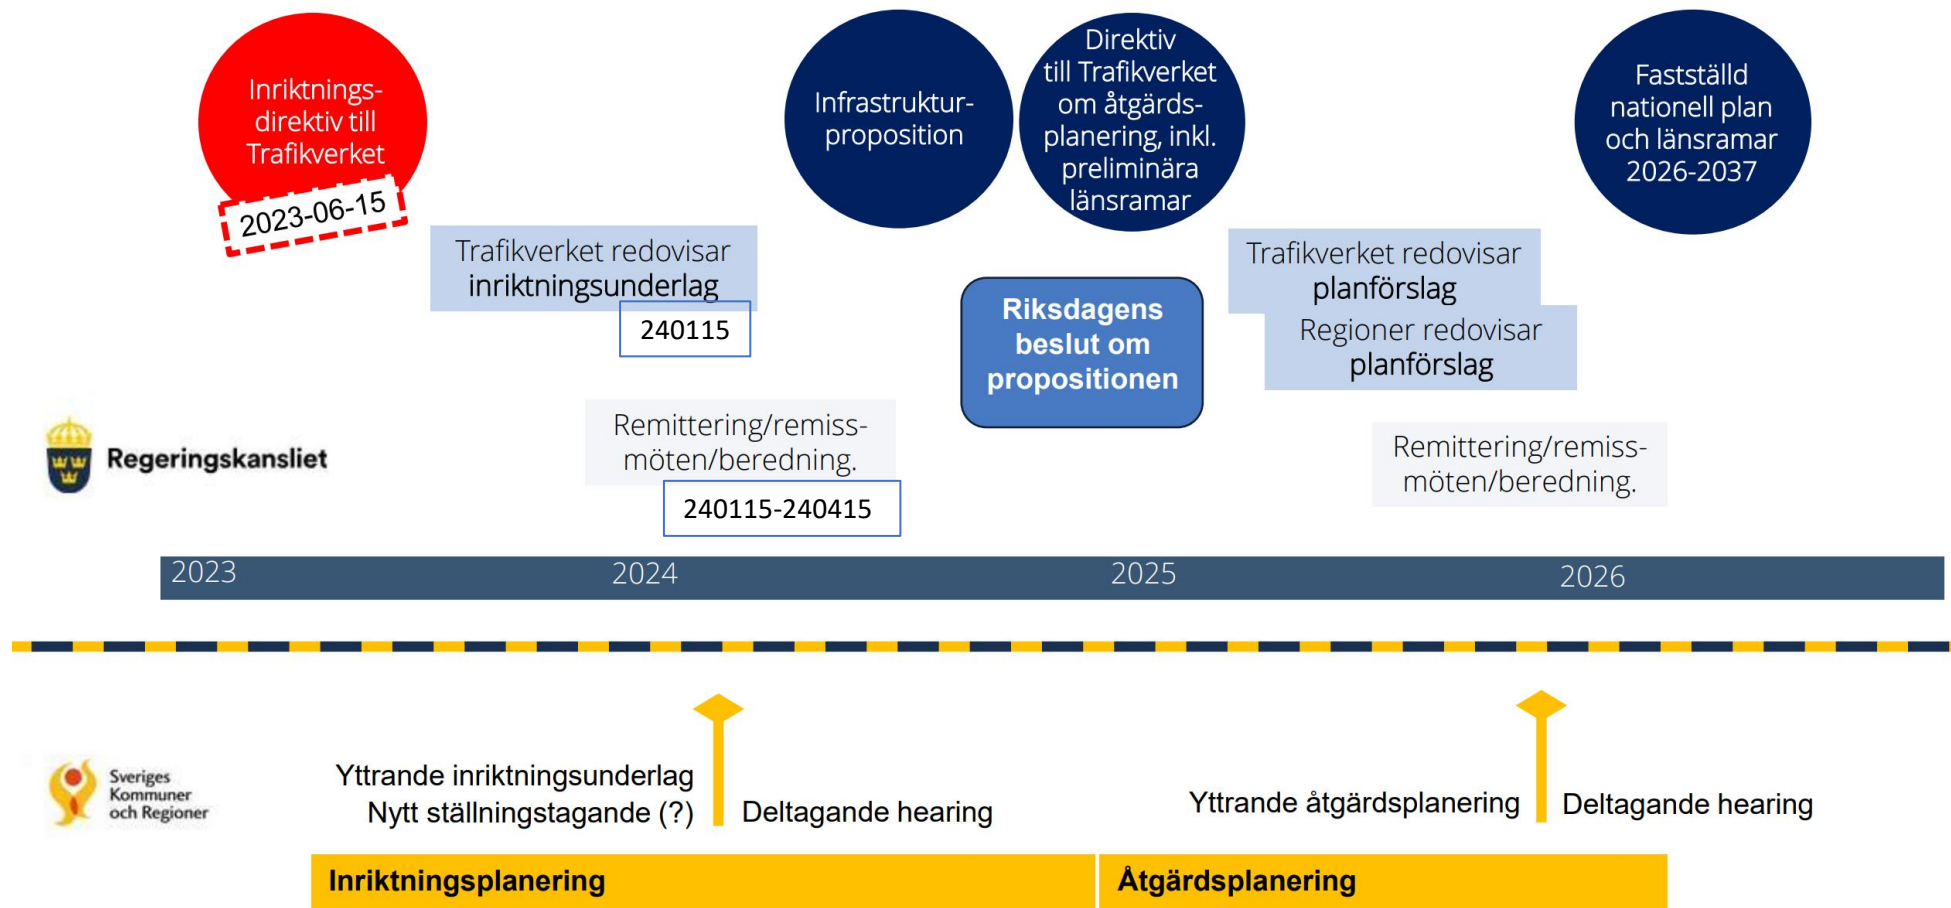 Inriktnings-
direktiv till
Trafikverket
2023-06-15
Infrastruktur-
proposition
Direktiv
till Trafikverket
om åtgärds-
planering, inkl.
preliminära
länsramar
Fastställd
nationell plan
och länsramar
2026-2037
Trafikverket redovisar
inriktningsunderlag
240115
Riksdagens
beslut om
propositionen
Trafikverket redovisar
planförslag
Regioner redovisar
planförslag
Regeringskansliet
Remittering/remiss-
möten/beredning.
240115-240415
Remittering/remiss-
möten/beredning.
2023
2024
2025
2026
Sveriges
Kommuner
och Regioner
Yttrande inriktningsunderlag
Nytt ställningstagande (?)
Deltagande hearing
Yttrande åtgärdsplanering
Deltagande hearing
Inriktningsplanering
Åtgärdsplanering